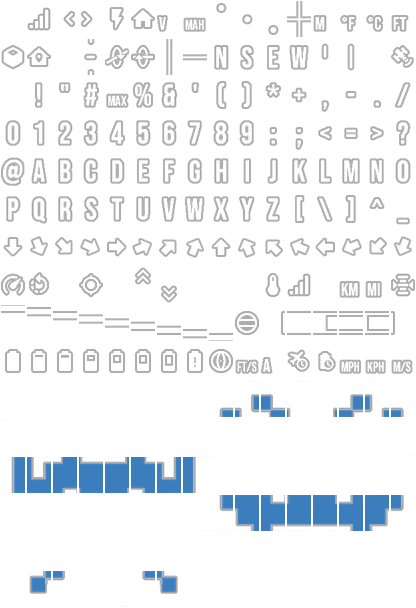 V MAH M °F °C FT
N S E W ' |
! " # MAX % & ' ( ) * + , - . /
0 1 2 3 4 5 6 7 8 9 : ; < = > ?
@ A B C D E F G H I J K L M N O
P Q R S T U V W X Y Z [ \ ] ^ _
KM MI
! FT/S A MPH KPH M/S